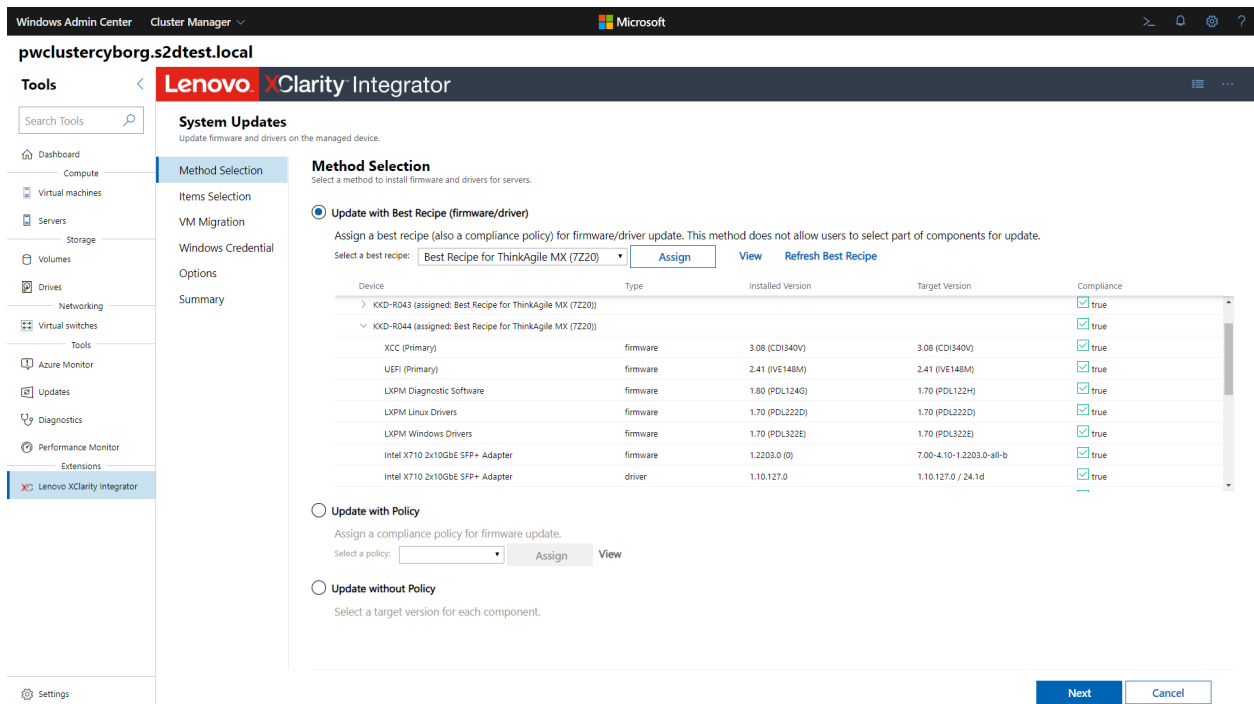 Windows Admin Center Cluster Manager Microsoft
pwclustercyborg.s2dtest.local
Tools
Lenovo XClarity Integrator
Search Tools
Dashboard
Compute
Virtual machines
Servers
Storage
Volumes
Drives
Networking
Virtual switches
Tools
Azure Monitor
Updates
Diagnostics
Performance Monitor
Extensions
Lenovo XClarity Integrator
Settings
System Updates
Update firmware and drivers on the managed device.
Method Selection
Items Selection
VM Migration
Windows Credential
Options
Summary
Method Selection
Select a method to install firmware and drivers for servers.
Update with Best Recipe (firmware/driver)
Assign a best recipe (also a compliance policy) for firmware/driver update. This method does not allow users to select part of components for update.
Select a best recipe: Best Recipe for ThinkAgile MX (7Z20) Assign View Refresh Best Recipe
Device Type Installed Version Target Version Compliance
KKD-R043 (assigned: Best Recipe for ThinkAgile MX (7Z20)) true
KKD-R044 (assigned: Best Recipe for ThinkAgile MX (7Z20)) true
XCC (Primary) firmware 3.08 (CDI340V) 3.08 (CDI340V) true
UEFI (Primary) firmware 2.41 (IVE148M) 2.41 (IVE148M) true
LXPM Diagnostic Software firmware 1.80 (PDL124G) 1.70 (PDL122H) true
LXPM Linux Drivers firmware 1.70 (PDL222D) 1.70 (PDL222D) true
LXPM Windows Drivers firmware 1.70 (PDL322E) 1.70 (PDL322E) true
Intel X710 2x10GbE SFP+ Adapter firmware 1.2203.0 (0) 7.00-4.10-1.2203.0-all-b true
Intel X710 2x10GbE SFP+ Adapter driver 1.10.127.0 1.10.127.0 / 24.1d true
Update with Policy
Assign a compliance policy for firmware update.
Select a policy: Assign View
Update without Policy
Select a target version for each component.
Next Cancel